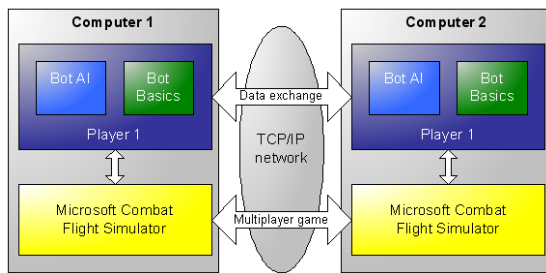 Computer 1
Bot AI
Bot
Basics
Player 1
Microsoft Combat
Flight Simulator
Data exchange
TCP/IP
network
Multiplayer game
Computer 2
Bot AI
Bot
Basics
Player 1
Microsoft Combat
Flight Simulator